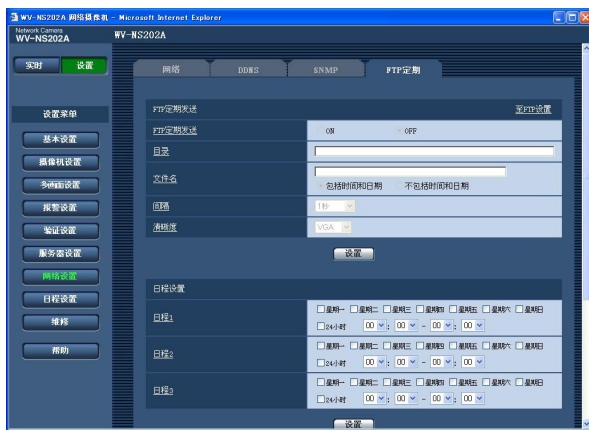 WV-NS202A 网络摄像机 - Microsoft Internet Explorer
Network Camera
WV-NS202A
WV-NS202A
实时 设置
网络 DDNS SNMP FTP定期
设置菜单
基本设置
摄像机设置
多画面设置
报警设置
验证设置
服务器设置
网络设置
日程设置
维修
帮助
FTP定期发送 至FTP设置
FTP定期发送 ON OFF
目录
文件名
包括时间和日期 不包括时间和日期
间隔 1秒
清晰度 VGA
设置
日程设置
日程1 星期一 星期二 星期三 星期四 星期五 星期六 星期日
24小时 00 : 00 - 00 : 00
日程2 星期一 星期二 星期三 星期四 星期五 星期六 星期日
24小时 00 : 00 - 00 : 00
日程3 星期一 星期二 星期三 星期四 星期五 星期六 星期日
24小时 00 : 00 - 00 : 00
设置